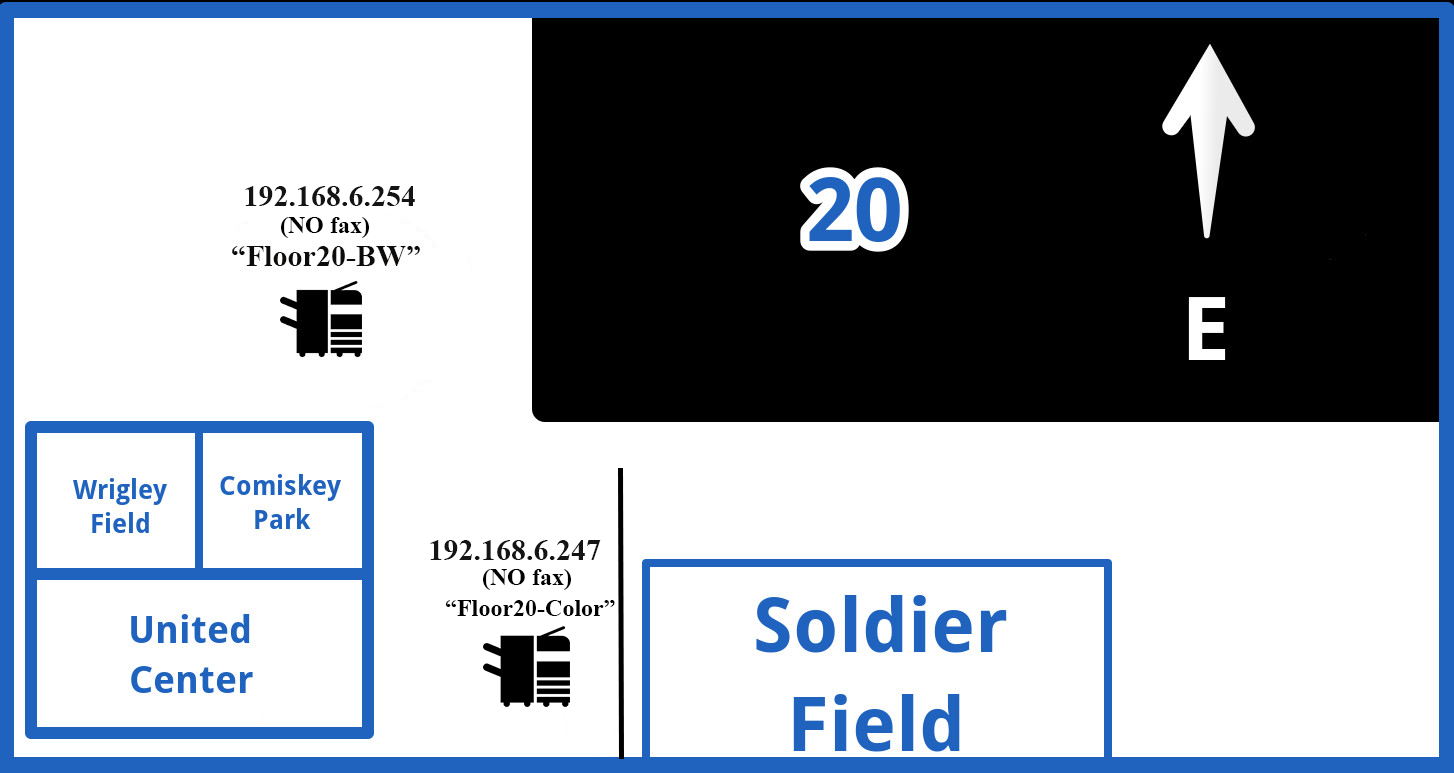 192.168.6.254
(NO fax)
“Floor20-BW”
20
E
Wrigley
Field
Comiskey
Park
United
Center
192.168.6.247
(NO fax)
“Floor20-Color”
Soldier
Field